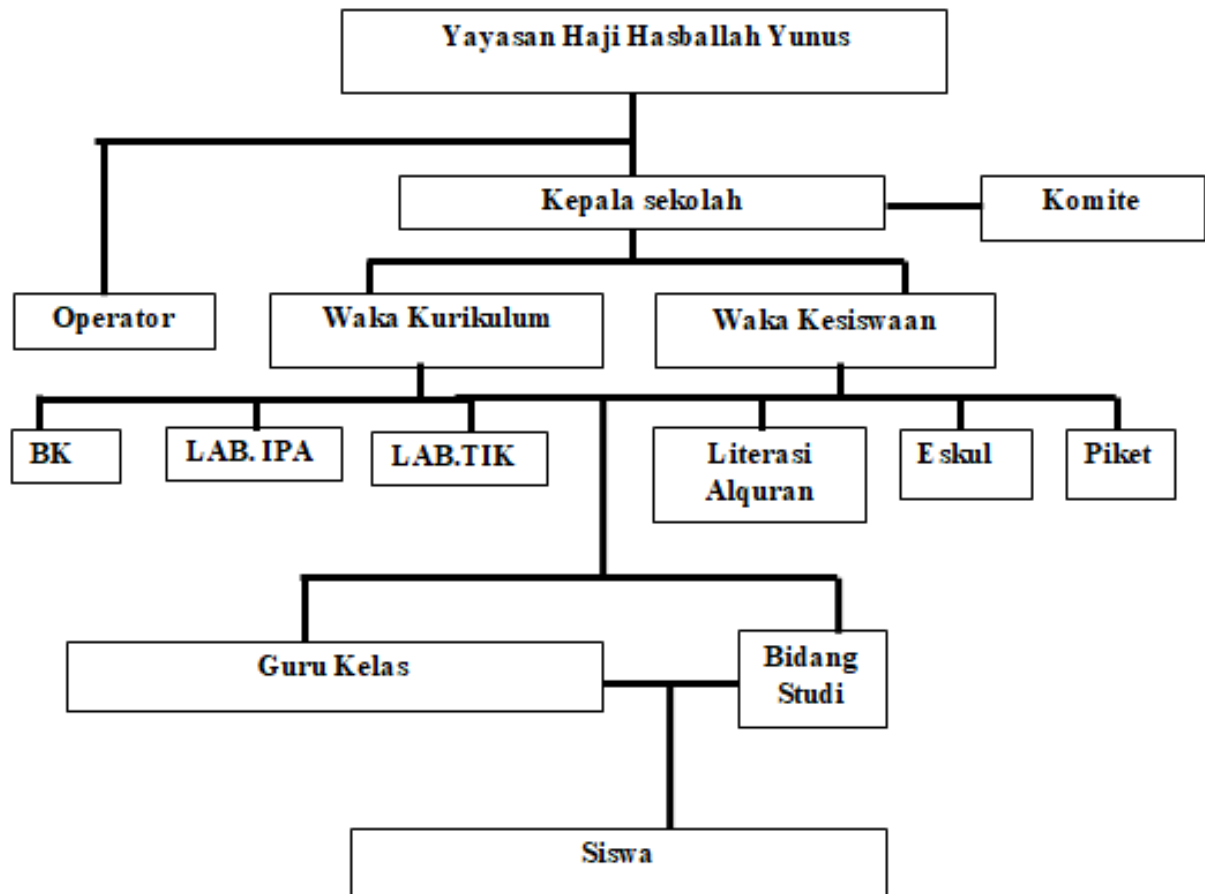 Yayasan Haji Hasballah Yunus
Kepala sekolah
Komite
Operator
Waka Kurikulum
Waka Kesiswaan
BK
LAB. IPA
LAB.TIK
Literasi
Alquran
Eskul
Piket
Guru Kelas
Bidang
Studi
Siswa